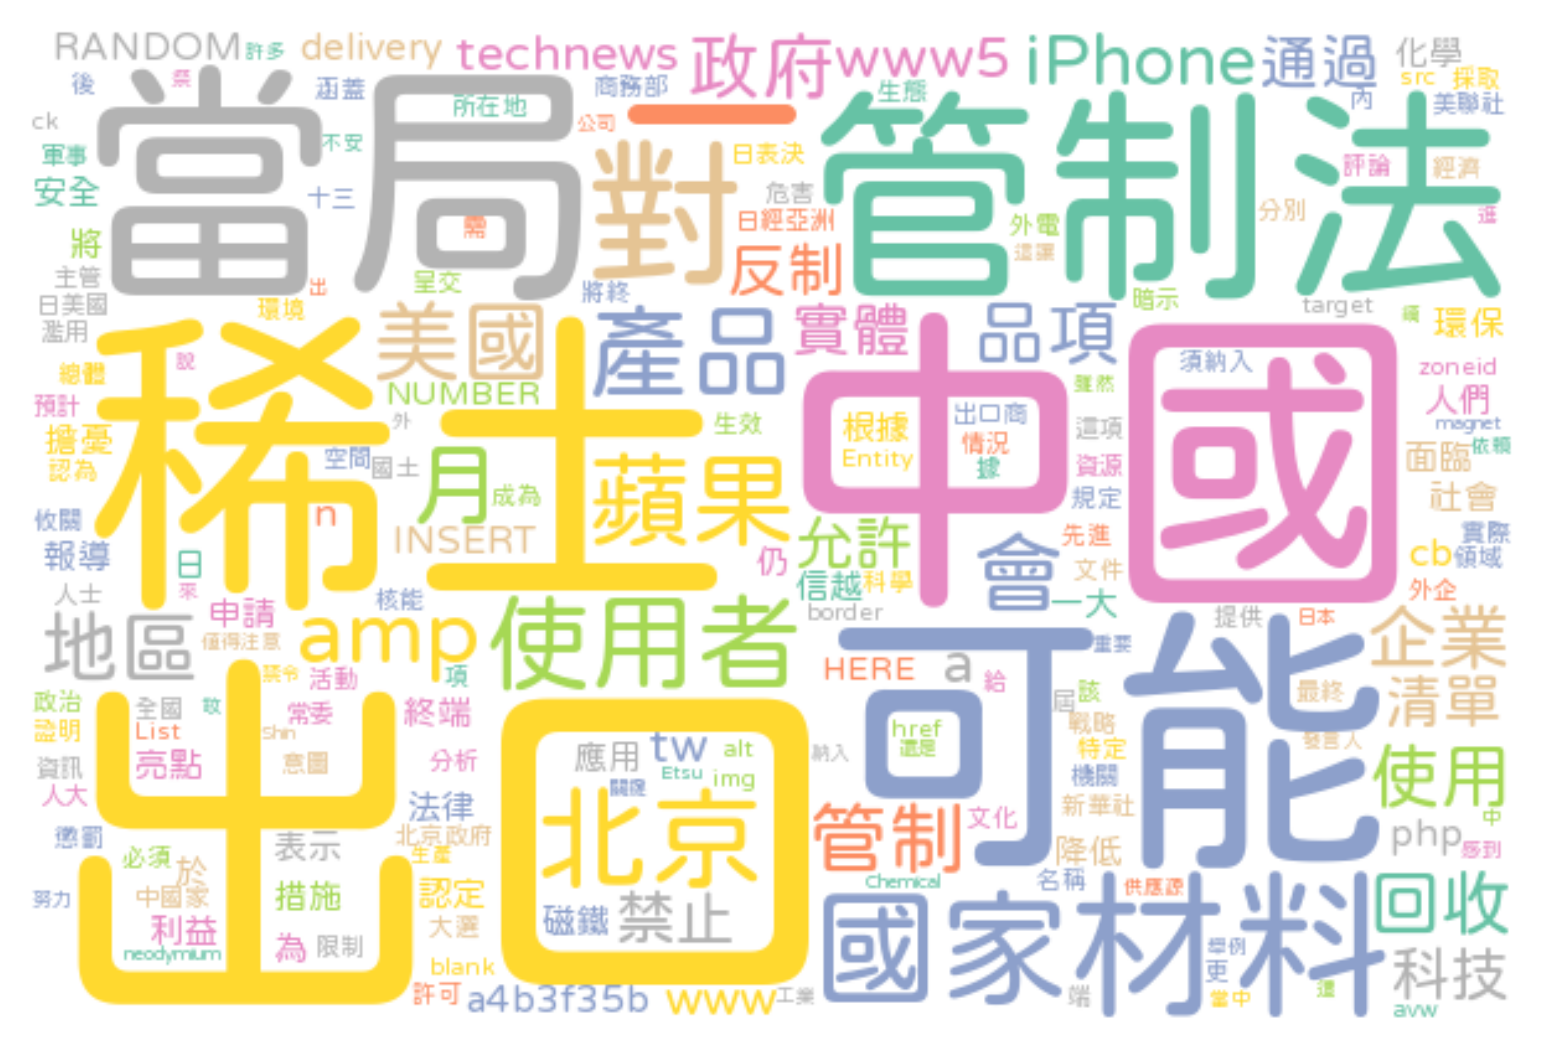 RANDOM 許多 delivery technews 政府 www5 iPhone 通過 化學
後 禁 涵蓋 所在地 商務部 一 生態 內 src 採取
ck 當局 公司 管制法 美聯社
軍事 不安 對 日表決 評論 經濟
安全 十三 危害 分別 進
將 需 日經亞洲 外電
主管 出 呈交 反制 這讓
日美國 環境 將終 暗示 target
濫用 美國 產品 實體 品項 環保
總體 說 稀土 中國 須納入 zoneid
預計 NUMBER 雖然 人們
擔憂 外 生效 根據 出口商 這項 magnet
認為 空間 國土 月 蘋果 Entity 情況 據 資源 面臨 依賴
攸關 n 成為 規定 社會
報導 日 INSERT 仍 允許 會 先進 cb 實際 領域
人士 來 核能 信越 科學 文件 外企
地區 申請 amp 使用者 border 一大 提供 日本 企業
值得注意 可能 重要
禁令 活動 項 HERE a 給
政治 全國 常委 終端 出口 屆 該 最終 清單
證明 List Shin 戰略 發言人
資訊 亮點 意圖 分析 應用 tw alt 納入 href 還是 特定 使用
人大 Etsu img 機關
懲罰 法律 北京 管制 文化 新華社 中
必須 於 表示 北京政府 生產 降低 php 感到
努力 中國家 措施 認定 Chemical 名稱 供應源
利益 為 限制 大選 磁鐵 禁止 國家 材料 回收
neodymium blank 舉例 科技
許可 a4b3f35b www 工業 端 更 當中 還 avw